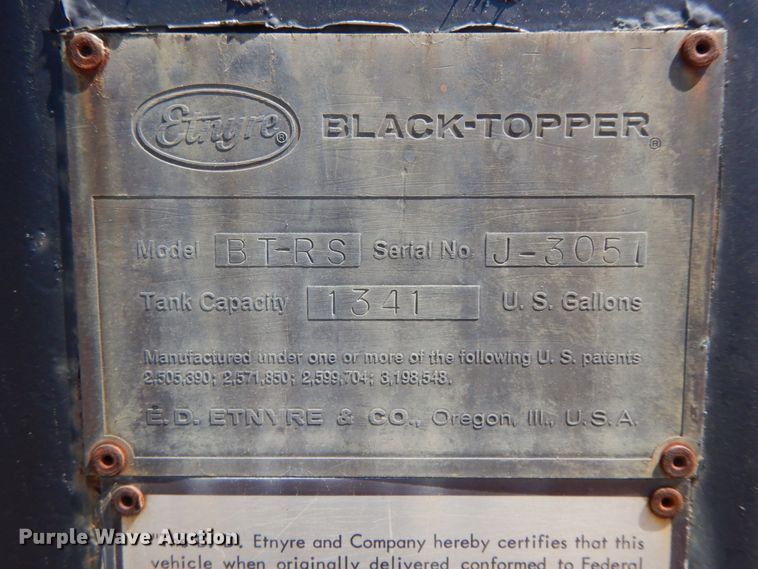 Etnyre® BLACK-TOPPER®
Model BT-RS Serial No J-3051
Tank Capacity 1341 U. S. Gallons
Manufactured under one or more of the following U. S. patents
2,505,390; 2,571,850; 2,599,704; 3,198,548.
E. D. ETNYRE & CO., Oregon, Ill., U.S.A.
Etnyre and Company hereby certifies that this
vehicle when originally delivered conformed to Federal
Purple Wave Auction